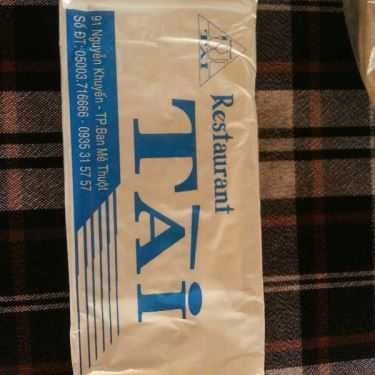 Restaurant
TÀI
91 Nguyễn Khuyến - TP.Ban Mê Thuột
Số ĐT: 05003.716666 - 0935 31 57 57